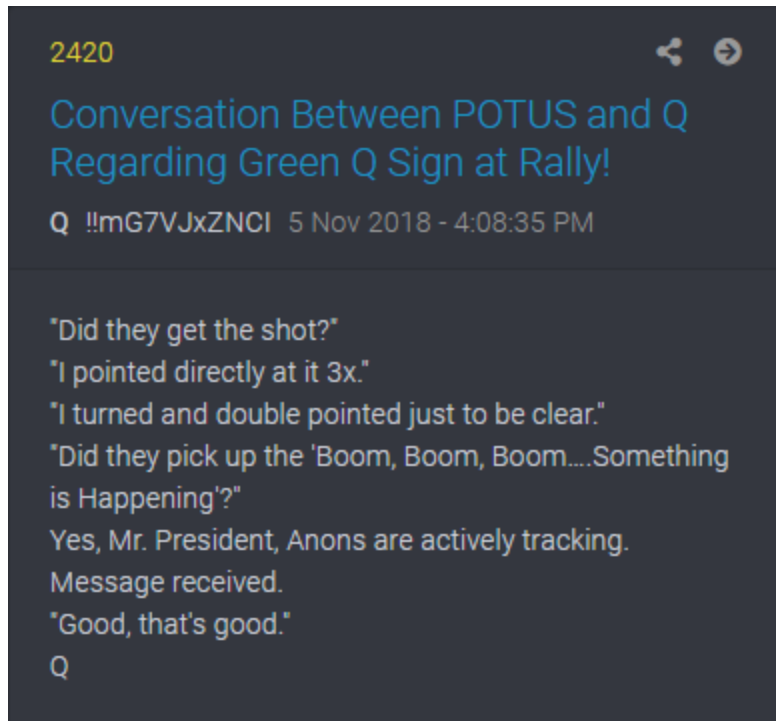 2420
Conversation Between POTUS and Q
Regarding Green Q Sign at Rally!
Q !!mG7VJxZNCI 5 Nov 2018 - 4:08:35 PM
"Did they get the shot?"
"I pointed directly at it 3x."
"I turned and double pointed just to be clear."
"Did they pick up the 'Boom, Boom, Boom....Something
is Happening'?"
Yes, Mr. President, Anons are actively tracking.
Message received.
"Good, that's good."
Q